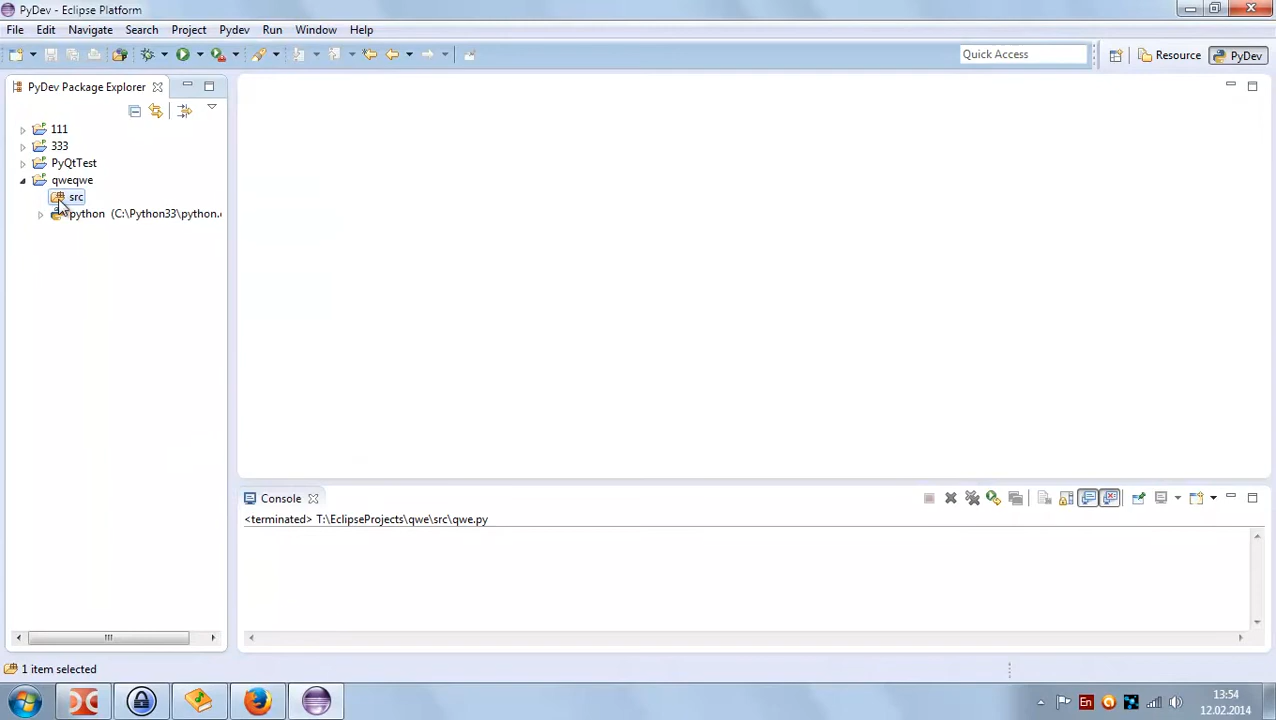 PyDev - Eclipse Platform
File Edit Navigate Search Project Pydev Run Window Help
Quick Access
Resource
PyDev
PyDev Package Explorer
111
333
PyQtTest
qweqwe
src
python (C:\Python33\python.
Console
<terminated> T:\EclipseProjects\qwe\src\qwe.py
1 item selected
En
13:54
12.02.2014